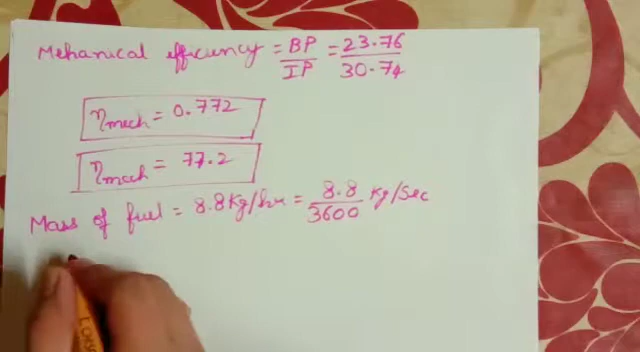 Mehanical efficiency = BP/IP = 23.76/30.74
ηmech = 0.772
ηmech = 77.2
Mass of fuel = 8.8 Kg/hr = 8.8/3600 Kg/Sec